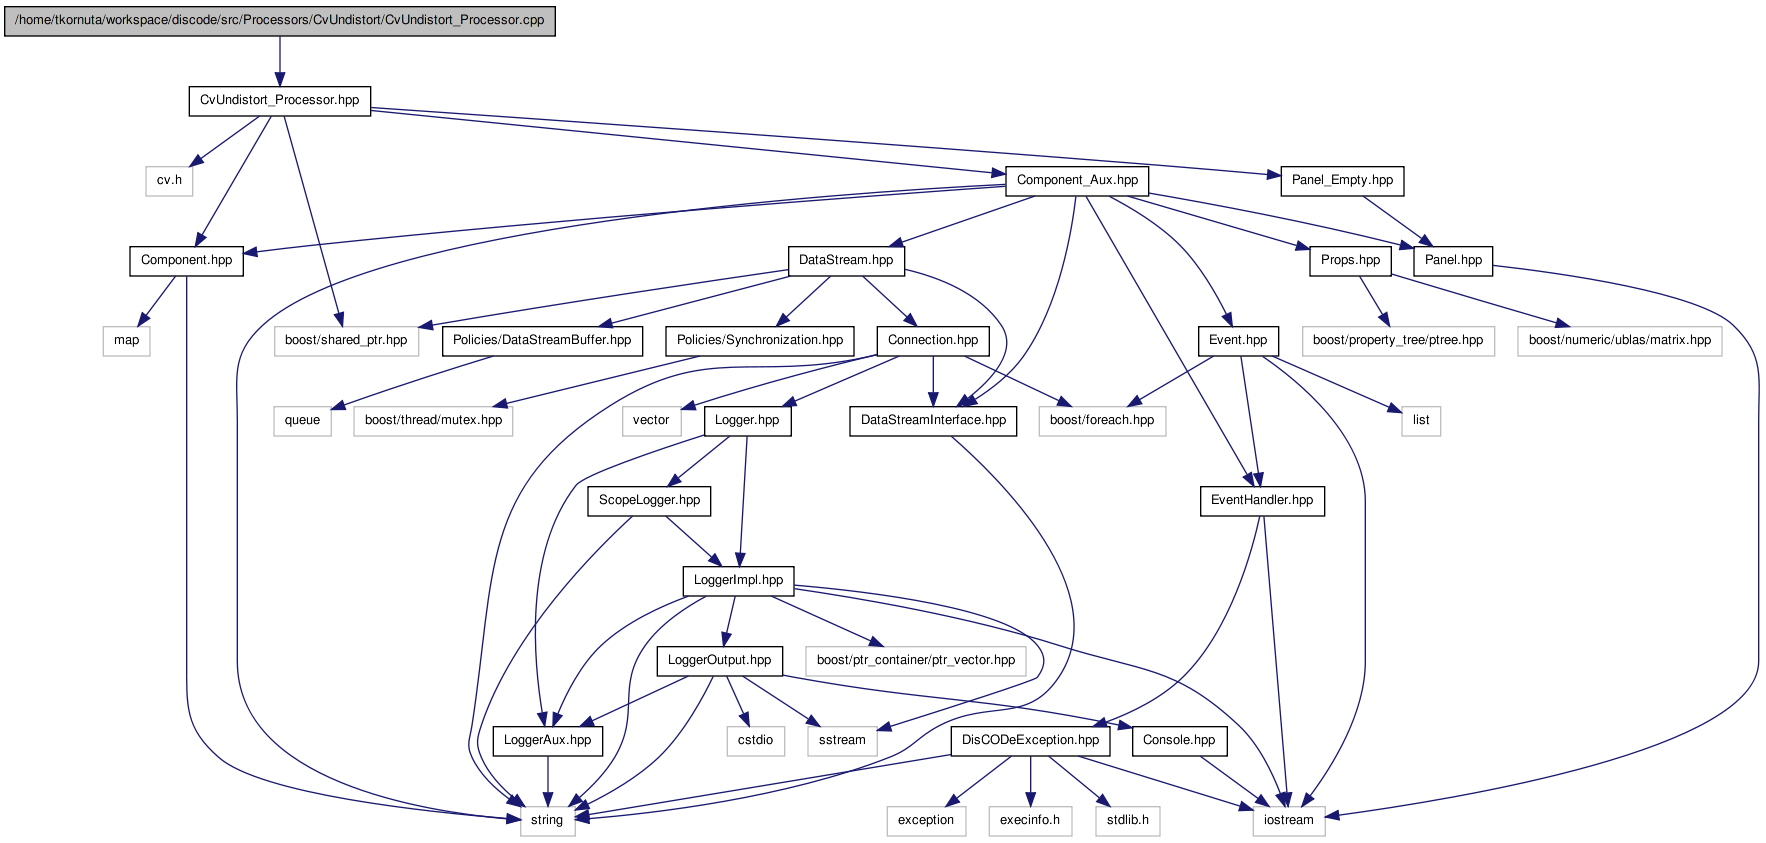 /home/tkornuta/workspace/discode/src/Processors/CvUndistort/CvUndistort_Processor.cpp
CvUndistort_Processor.hpp
cv.h
Component_Aux.hpp
Panel_Empty.hpp
Component.hpp
DataStream.hpp
Props.hpp
Panel.hpp
map
boost/shared_ptr.hpp
Policies/DataStreamBuffer.hpp
Policies/Synchronization.hpp
Connection.hpp
Event.hpp
boost/property_tree/ptree.hpp
boost/numeric/ublas/matrix.hpp
queue
boost/thread/mutex.hpp
vector
Logger.hpp
DataStreamInterface.hpp
boost/foreach.hpp
list
ScopeLogger.hpp
EventHandler.hpp
LoggerImpl.hpp
LoggerOutput.hpp
boost/ptr_container/ptr_vector.hpp
LoggerAux.hpp
cstdio
sstream
DisCODeException.hpp
Console.hpp
string
exception
execinfo.h
stdlib.h
iostream